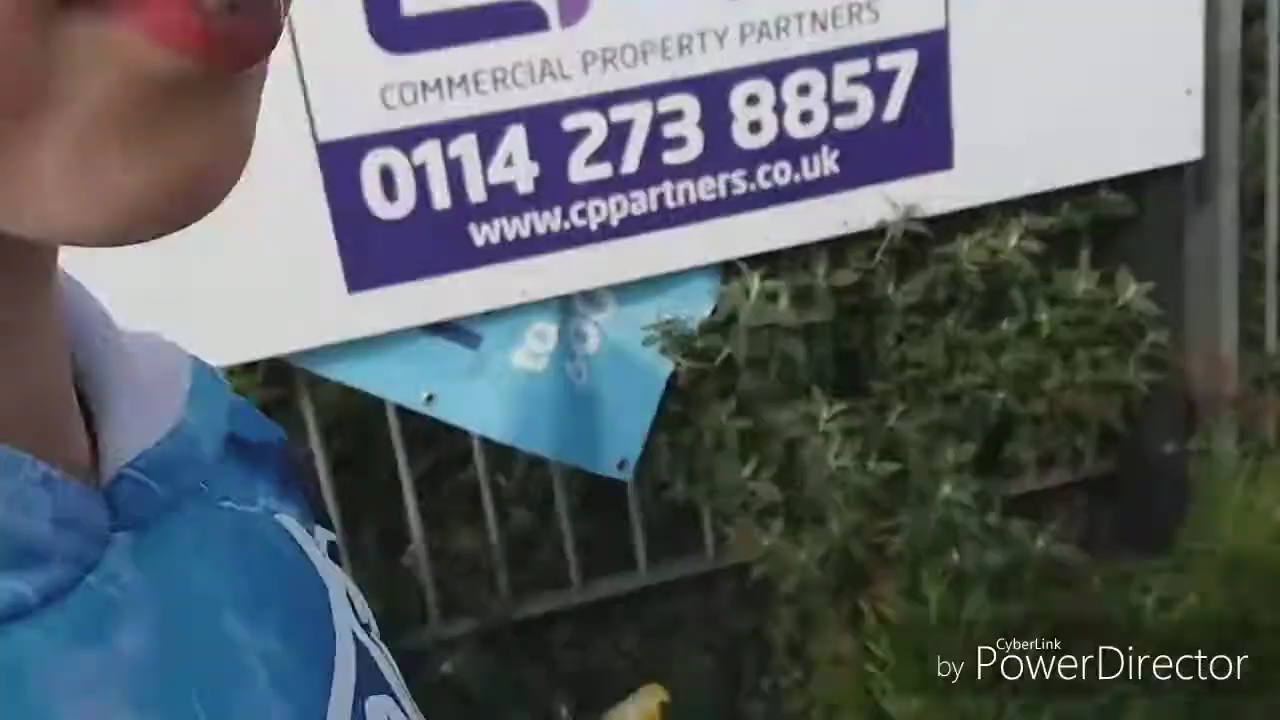 COMMERCIAL PROPERTY PARTNERS
0114 273 8857
www.cppartners.co.uk
CyberLink
by PowerDirector